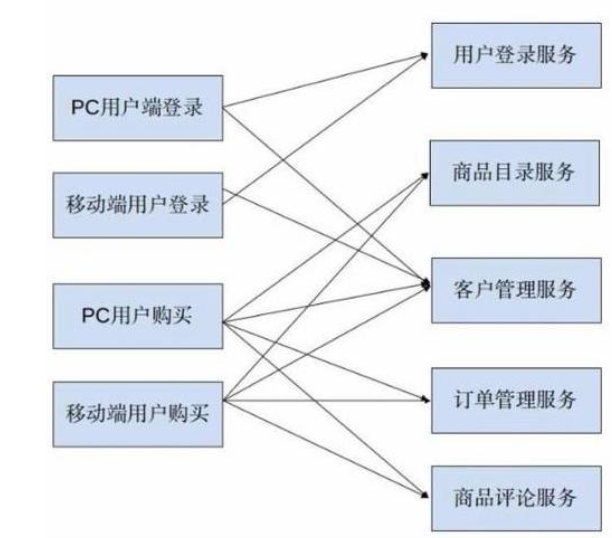 用户登录服务
PC用户端登录
商品目录服务
移动端用户登录
客户管理服务
PC用户购买
订单管理服务
移动端用户购买
商品评论服务